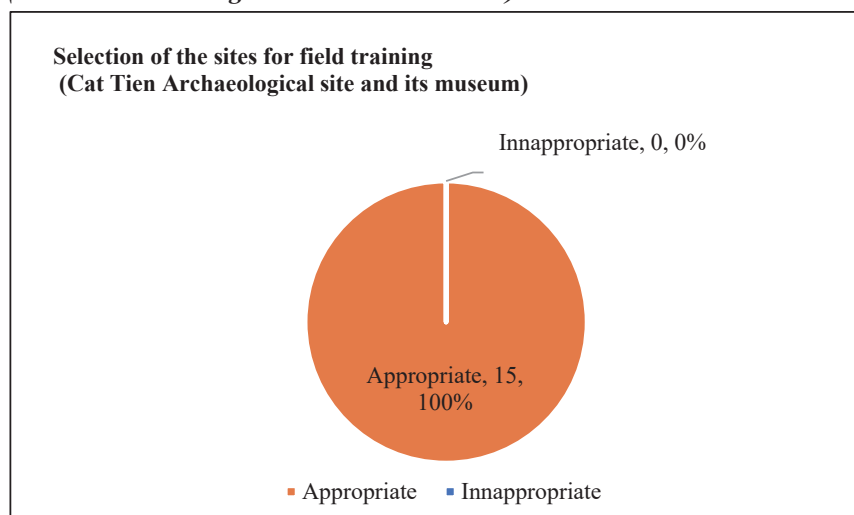 Selection of the sites for field training
(Cat Tien Archaeological site and its museum)
Innappropriate, 0, 0%
Appropriate, 15,
100%
Appropriate Innappropriate